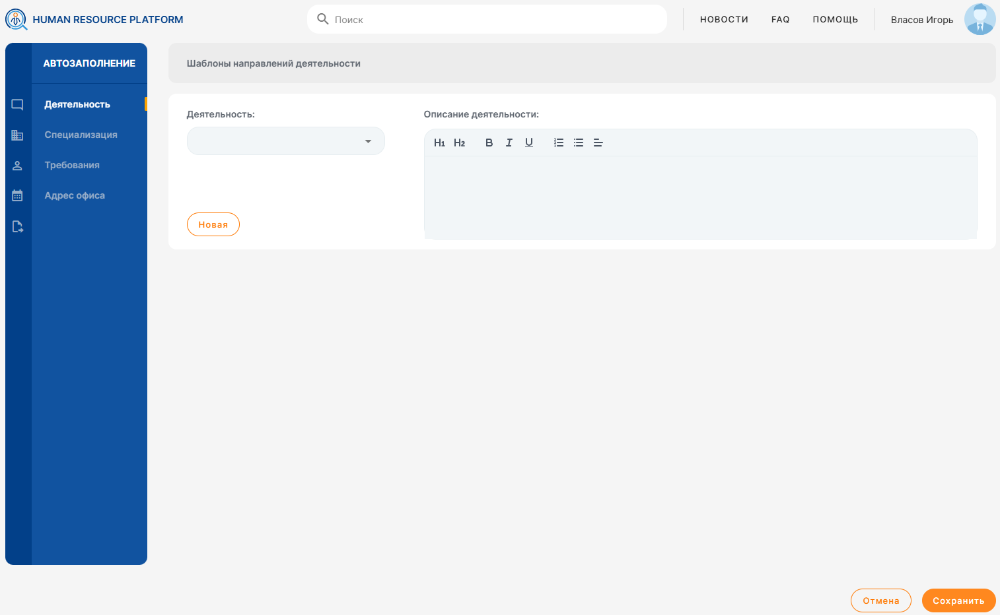 HUMAN RESOURCE PLATFORM
Поиск
НОВОСТИ
FAQ
ПОМОЩЬ
Власов Игорь
АВТОЗАПОЛНЕНИЕ
Деятельность
Специализация
Требования
Адрес офиса
Шаблоны направлений деятельности
Деятельность:
Новая
Описание деятельности:
H1 H2 B I U
Отмена
Сохранить